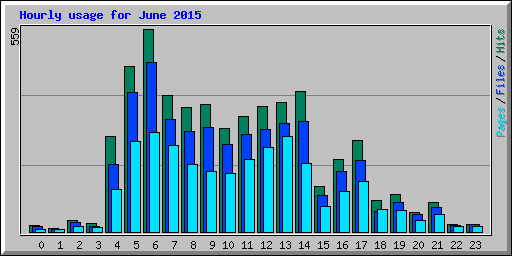 Hourly usage for June 2015
559
Pages/Files/Hits
0 1 2 3 4 5 6 7 8 9 10 11 12 13 14 15 16 17 18 19 20 21 22 23